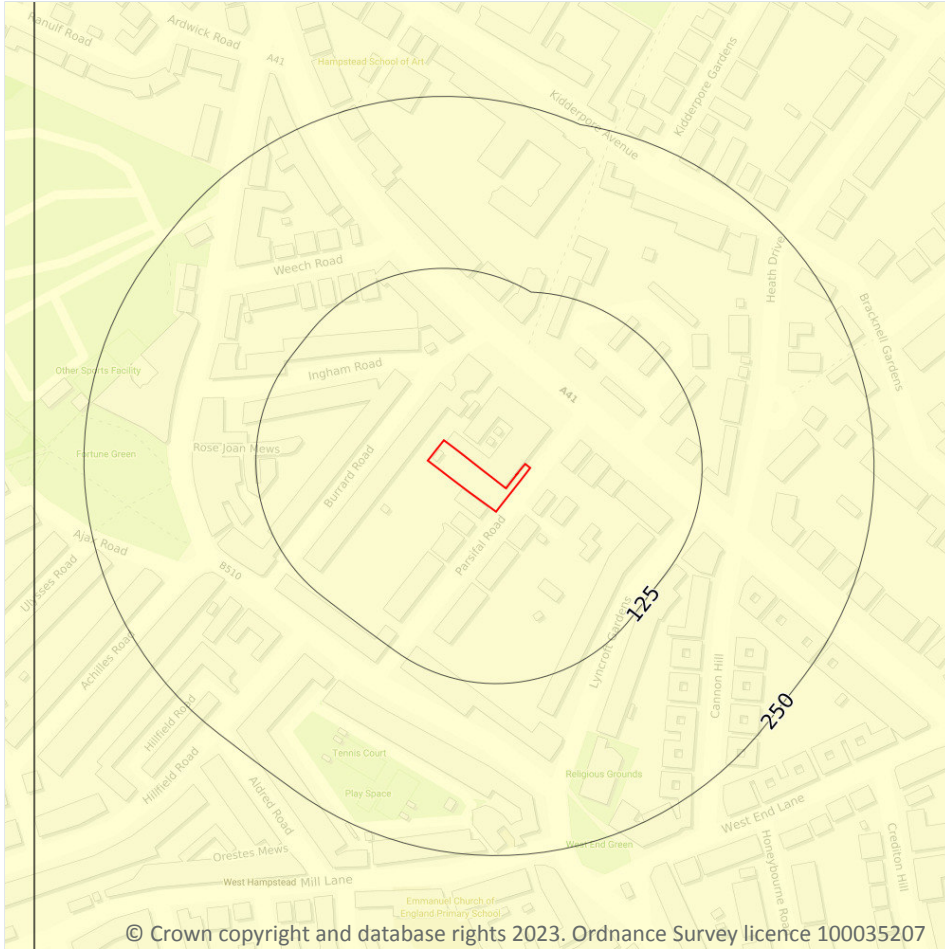 Ranulf Road
Ardwick Road
A41
Hampstead School of Art
Kidderpore Avenue
Kidderpore Gardens
Weech Road
Heath Drive
Bracknell Gardens
Ingham Road
Other Sports Facility
A41
Fortune Green
Rose Joan Mews
Burrard Road
Parsifal Road
Ajax Road
B510
Ulysses Road
125
Lyncroft Gardens
Achilles Road
Cannon Hill
250
Hillfield Road
Hillfield Road
Tennis Court
Play Space
Religious Grounds
Aldred Road
West End Lane
West End Green
Orestes Mews
West Hampstead
Mill Lane
Honeybourne Road
Crediton Hill
Emmanuel Church of
England Primary School
© Crown copyright and database rights 2023. Ordnance Survey licence 100035207